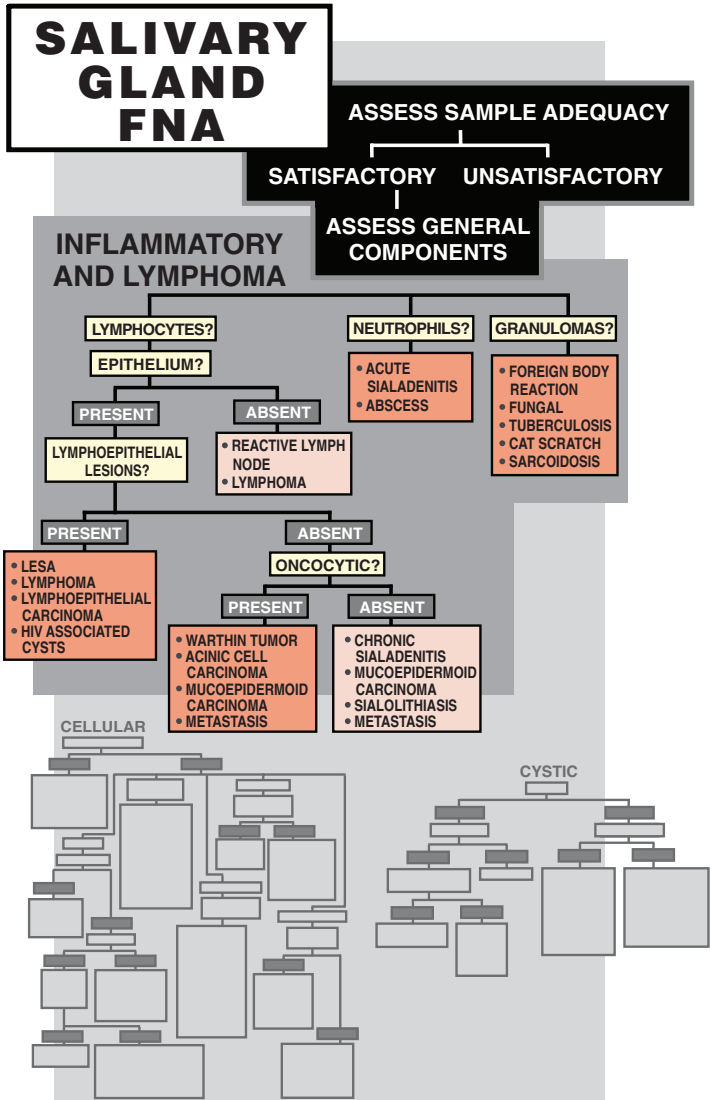 SALIVARY
GLAND
FNA
ASSESS SAMPLE ADEQUACY
SATISFACTORY
UNSATISFACTORY
ASSESS GENERAL
COMPONENTS
INFLAMMATORY
AND LYMPHOMA
LYMPHOCYTES?
NEUTROPHILS?
GRANULOMAS?
EPITHELIUM?
• ACUTE
SIALADENITIS
• ABSCESS
• FOREIGN BODY
REACTION
• FUNGAL
• TUBERCULOSIS
• CAT SCRATCH
• SARCOIDOSIS
PRESENT
ABSENT
LYMPHOEPITHELIAL
LESIONS?
• REACTIVE LYMPH
NODE
• LYMPHOMA
PRESENT
ABSENT
• LESA
• LYMPHOMA
• LYMPHOEPITHELIAL
CARCINOMA
• HIV ASSOCIATED
CYSTS
ONCOCYTIC?
PRESENT
ABSENT
• WARTHIN TUMOR
• ACINIC CELL
CARCINOMA
• MUCOEPIDERMOID
CARCINOMA
• METASTASIS
• CHRONIC
SIALADENITIS
• MUCOEPIDERMOID
CARCINOMA
• SIALOLITHIASIS
• METASTASIS
CELLULAR
CYSTIC